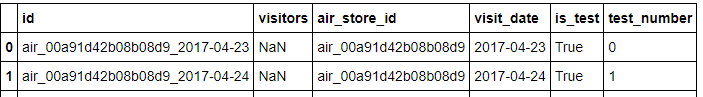 id visitors air_store_id visit_date is_test test_number
0 air_00a91d42b08b08d9_2017-04-23 NaN air_00a91d42b08b08d9 2017-04-23 True 0
1 air_00a91d42b08b08d9_2017-04-24 NaN air_00a91d42b08b08d9 2017-04-24 True 1